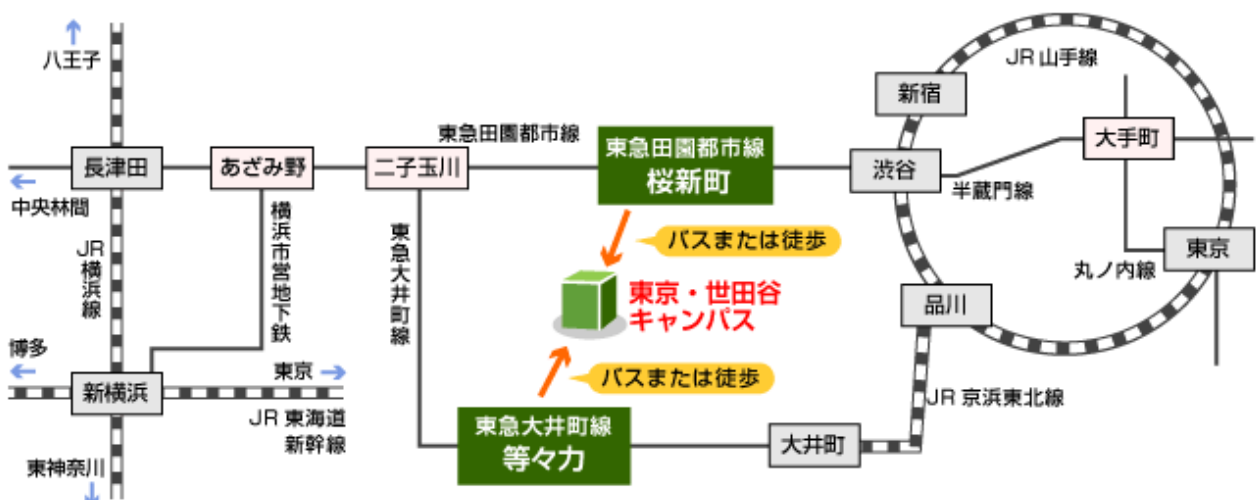 八王子
JR 山手線
新宿
東急田園都市線
東急田園都市線
桜新町
大手町
長津田
あざみ野
二子玉川
渋谷
半蔵門線
中央林間
横浜市営地下鉄
東急大井町線
バスまたは徒歩
JR 横浜線
東京
丸ノ内線
東京・世田谷
キャンパス
品川
博多
東京
バスまたは徒歩
新横浜
JR 東海道
新幹線
JR 京浜東北線
東急大井町線
等々力
大井町
東神奈川